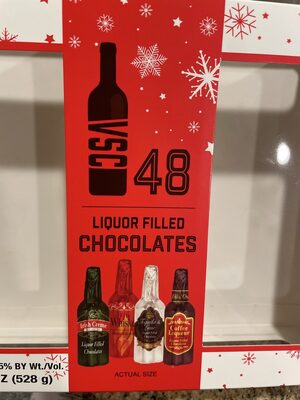 VSC
48
LIQUOR FILLED
CHOCOLATES
Irish Creme
Liquor Filled
Chocolates
Coffee
Liqueur
5% BY Wt./Vol.
Z (528 g)
ACTUAL SIZE